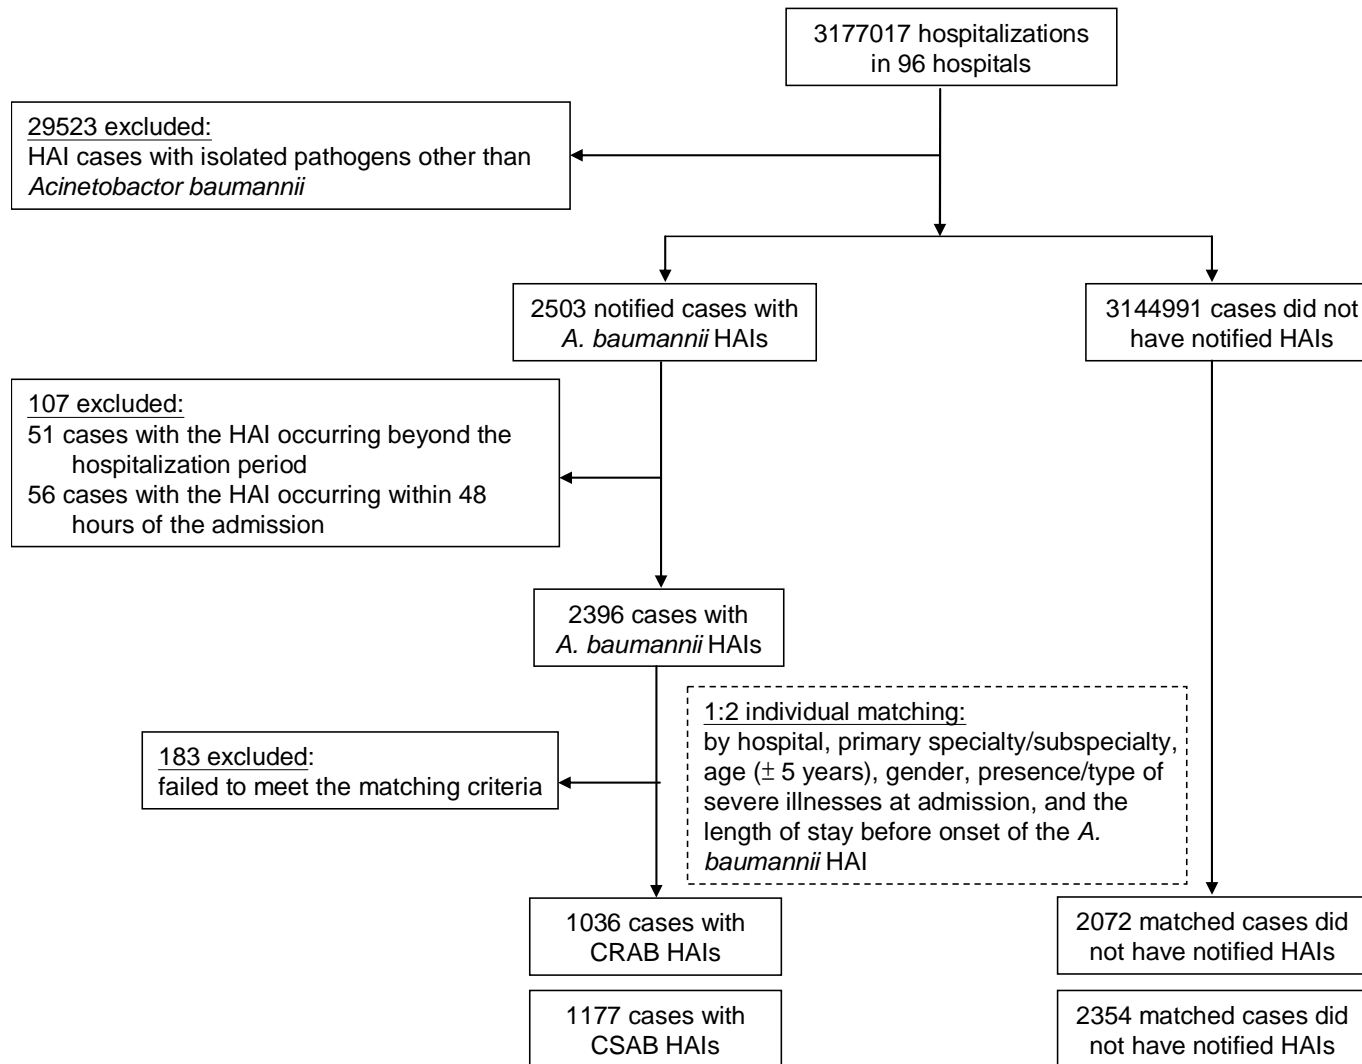 3177017 hospitalizations
in 96 hospitals
29523 excluded:
HAI cases with isolated pathogens other than
Acinetobactor baumannii
2503 notified cases with
A. baumannii HAIs
3144991 cases did not
have notified HAIs
107 excluded:
51 cases with the HAI occurring beyond the
hospitalization period
56 cases with the HAI occurring within 48
hours of the admission
2396 cases with
A. baumannii HAIs
1:2 individual matching:
by hospital, primary specialty/subspecialty,
age (± 5 years), gender, presence/type of
severe illnesses at admission, and the
length of stay before onset of the A.
baumannii HAI
183 excluded:
failed to meet the matching criteria
1036 cases with
CRAB HAIs
2072 matched cases did
not have notified HAIs
1177 cases with
CSAB HAIs
2354 matched cases did
not have notified HAIs